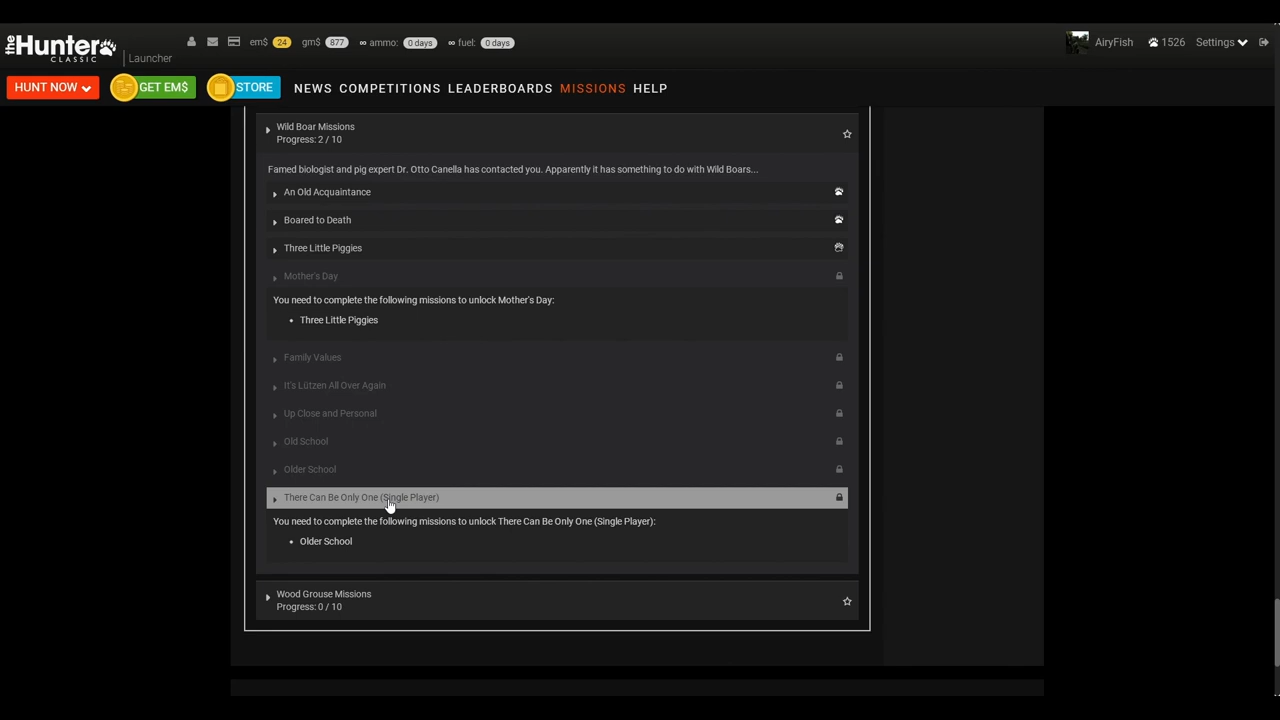 theHunter
CLASSIC
Launcher
em$ 24 gm$ 877 ∞ ammo: 0 days ∞ fuel: 0 days
AiryFish 1526 Settings
HUNT NOW GET EM$ STORE NEWS COMPETITIONS LEADERBOARDS MISSIONS HELP
Wild Boar Missions
Progress: 2 / 10
Famed biologist and pig expert Dr. Otto Canella has contacted you. Apparently it has something to do with Wild Boars...
An Old Acquaintance
Boared to Death
Three Little Piggies
Mother's Day
You need to complete the following missions to unlock Mother's Day:
• Three Little Piggies
Family Values
It's Lützen All Over Again
Up Close and Personal
Old School
Older School
There Can Be Only One (Single Player)
You need to complete the following missions to unlock There Can Be Only One (Single Player):
• Older School
Wood Grouse Missions
Progress: 0 / 10